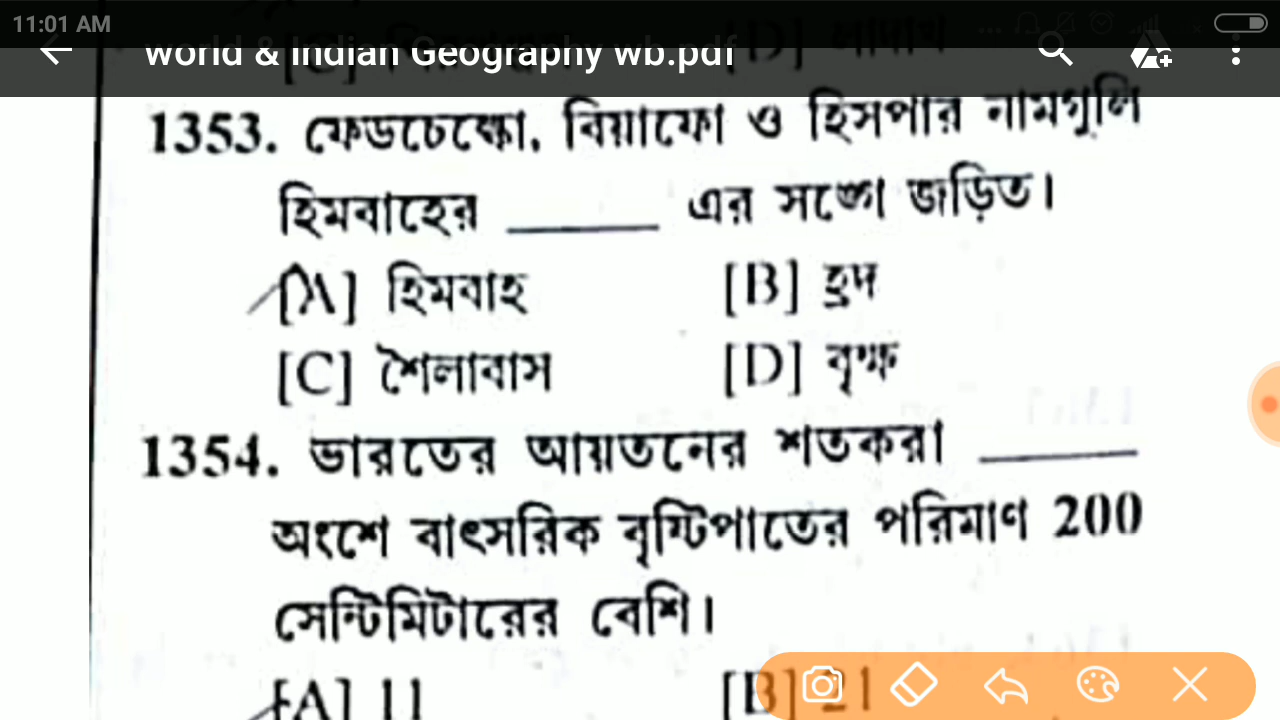 11:01 AM
world & Indian Geography wb.pdf
1353. ফেডচেঙ্কো, বিয়াফো ও হিসপার নামগুলি
হিমবাহের ______ এর সঙ্গে জড়িত।
[A] হিমবাহ [B] হ্রদ
[C] শৈলাবাস [D] বৃক্ষ
1354. ভারতের আয়তনের শতকরা ______
অংশে বাৎসরিক বৃষ্টিপাতের পরিমাণ 200
সেন্টিমিটারের বেশি।
[A] 11 [B] 21